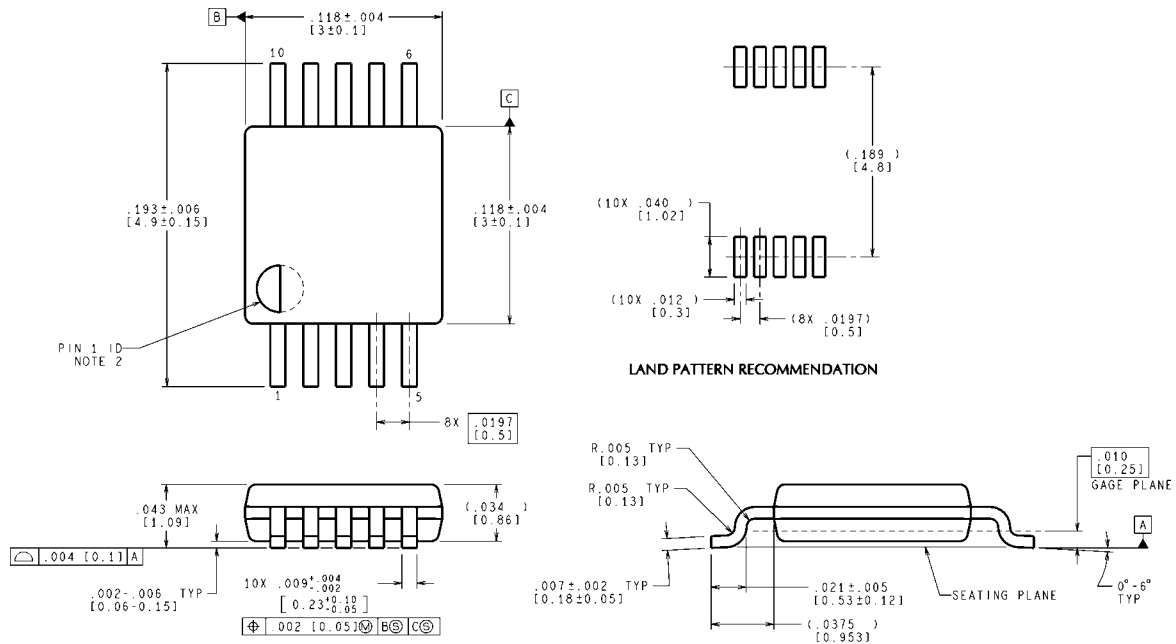 B
.118±.004
[3±0.1]
10
6
C
.193±.006
[4.9±0.15]
.118±.004
[3±0.1]
PIN 1 ID
NOTE 2
1
5
8X .0197
[0.5]
(.189 )
[4.8]
(10X .040 )
[1.02]
(10X .012 )
[0.3]
(8X .0197)
[0.5]
LAND PATTERN RECOMMENDATION
.043 MAX
[1.09]
(.034 )
[0.86]
⌓ .004 [0.1] A
.002-.006 TYP
[0.06-0.15]
10X .009+.004
-.002
[ 0.23+0.10
-0.05 ]
⌖ .002 [0.05]Ⓜ BⓈ CⓈ
R.005 TYP
[0.13]
R.005 TYP
[0.13]
.010
[0.25]
GAGE PLANE
A
.007±.002 TYP
[0.18±0.05]
.021±.005
[0.53±0.12]
(.0375 )
[0.953]
SEATING PLANE
0°-6°
TYP